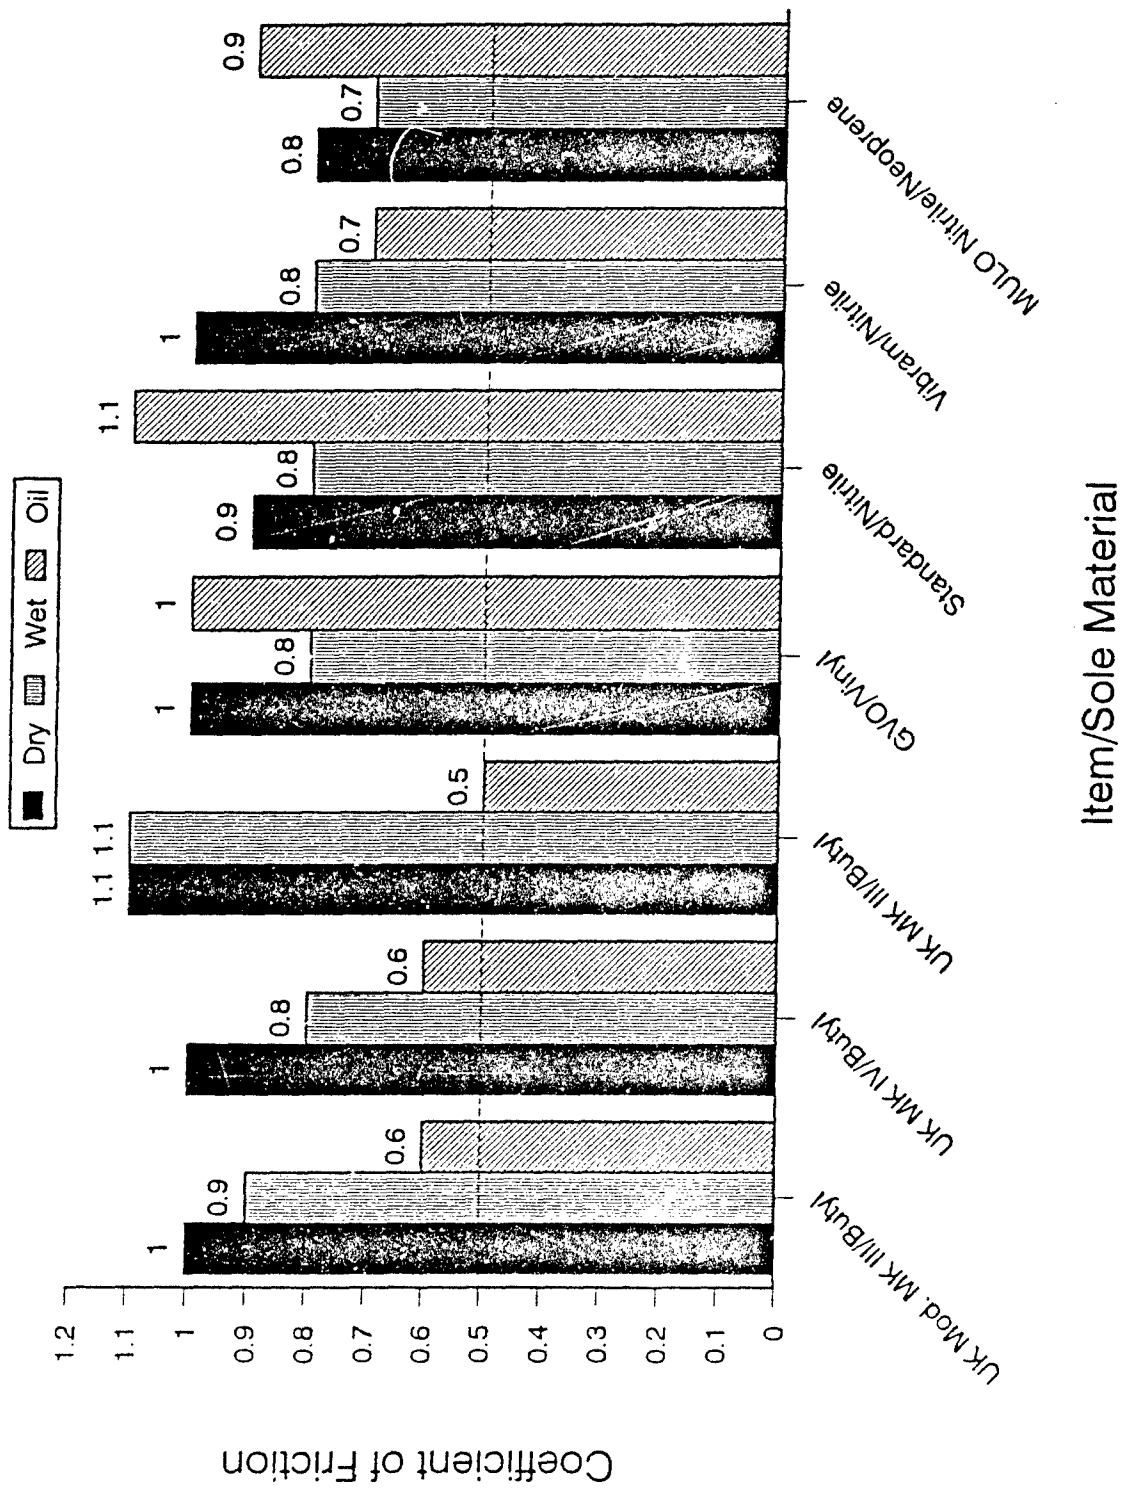 Dry Wet Oil
Coefficient of Friction
1.2
1.1
1
0.9
0.8
0.7
0.6
0.5
0.4
0.3
0.2
0.1
0
1 0.9 0.6
1 0.8 0.6
1.1 1.1 0.5
1 0.8 1
0.9 0.8 1.1
1 0.8 0.7
0.8 0.7 0.9
UK Mod. MK III/Butyl
UK MK IV/Butyl
UK MK III/Butyl
GVO/Vinyl
Standard/Nitrile
Vibram/Nitrile
MULO Nitrile/Neoprene
Item/Sole Material